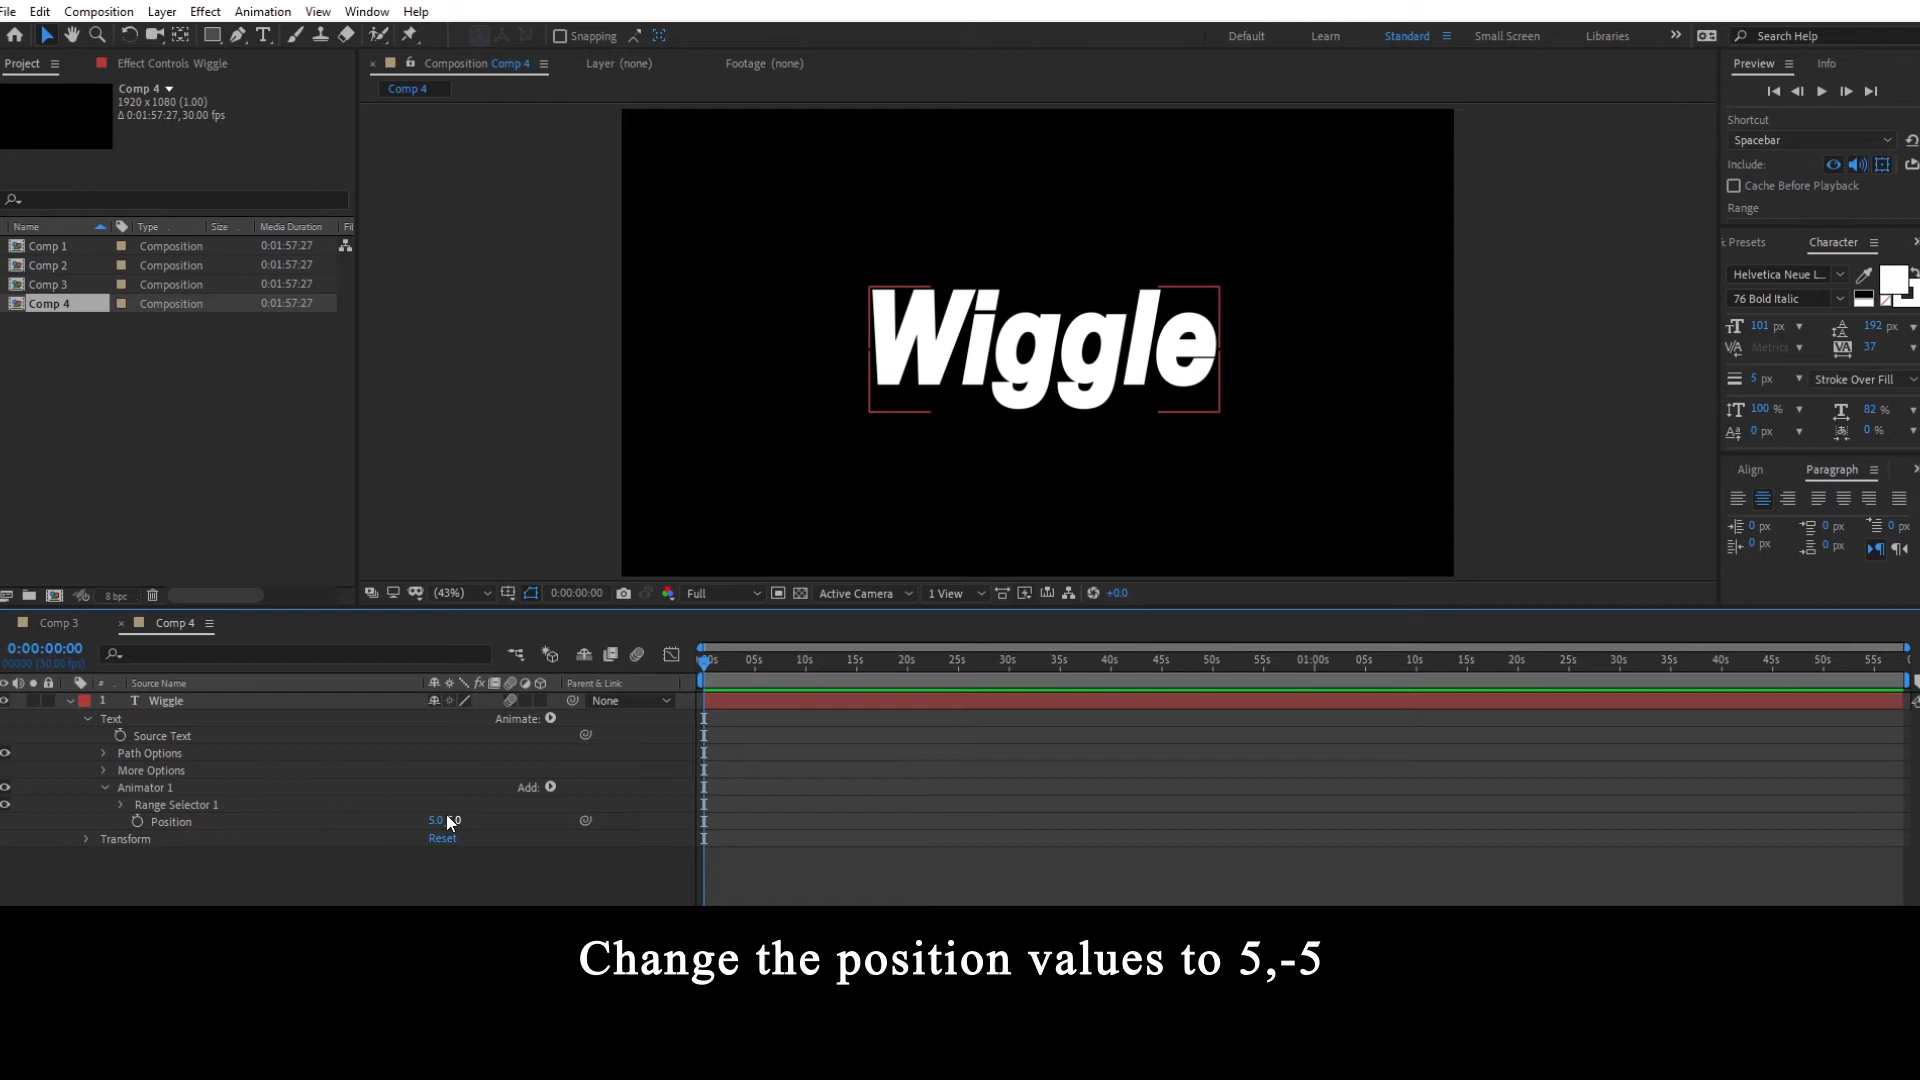 File Edit Composition Layer Effect Animation View Window Help
Snapping Default Learn Standard Small Screen Libraries Search Help
Project Effect Controls Wiggle
Comp 4
1920 x 1080 (1.00)
Δ 0:01:57:27, 30.00 fps
Name Type Size Media Duration Fil
Comp 1 Composition 0:01:57:27
Comp 2 Composition 0:01:57:27
Comp 3 Composition 0:01:57:27
Comp 4 Composition 0:01:57:27
8 bpc
Composition Comp 4 Layer (none) Footage (none)
Comp 4
Wiggle
(43%) 0:00:00:00 Full Active Camera 1 View +0.0
Preview Info
Shortcut
Spacebar
Include:
Cache Before Playback
Range
Presets Character
Helvetica Neue L...
76 Bold Italic
101 px 192 px
Metrics 37
5 px Stroke Over Fill
100 % 82 %
0 px 0 %
Align Paragraph
0 px 0 px 0 px
0 px 0 px
Comp 3 Comp 4
0:00:00:00
00000 (30.00 fps)
00s 05s 10s 15s 20s 25s 30s 35s 40s 45s 50s 55s 01:00s 05s 10s 15s 20s 25s 30s 35s 40s 45s 50s 55s
# Source Name fx Parent & Link
1 T Wiggle None
Text Animate:
Source Text
Path Options
More Options
Animator 1 Add:
Range Selector 1
Position 5.0
Transform Reset
Change the position values to 5,-5